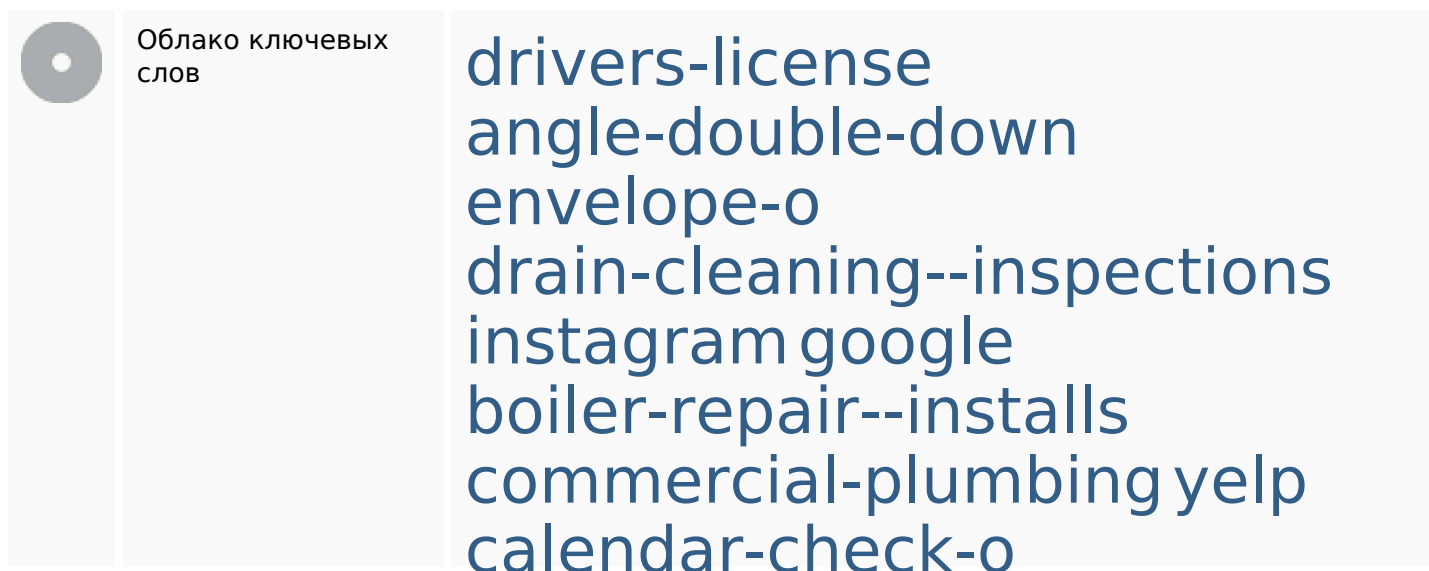 Облако ключевых
слов
drivers-license
angle-double-down
envelope-o
drain-cleaning--inspections
instagram google
boiler-repair--installs
commercial-plumbing yelp
calendar-check-o